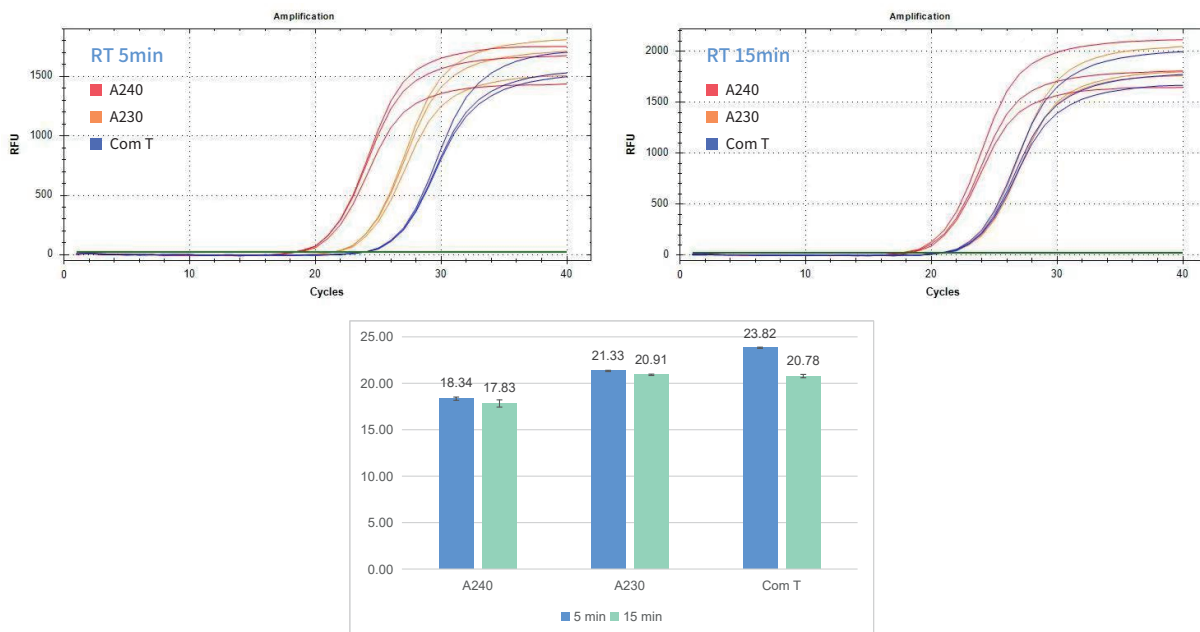 Amplification
RT 5min
A240
A230
Com T
RFU
1500
1000
500
0
0 10 20 30 40
Cycles
Amplification
RT 15min
A240
A230
Com T
RFU
2000
1500
1000
500
0
0 10 20 30 40
Cycles
25.00
20.00
15.00
10.00
5.00
0.00
18.34 17.83 21.33 20.91 23.82 20.78
A240 A230 Com T
5 min 15 min